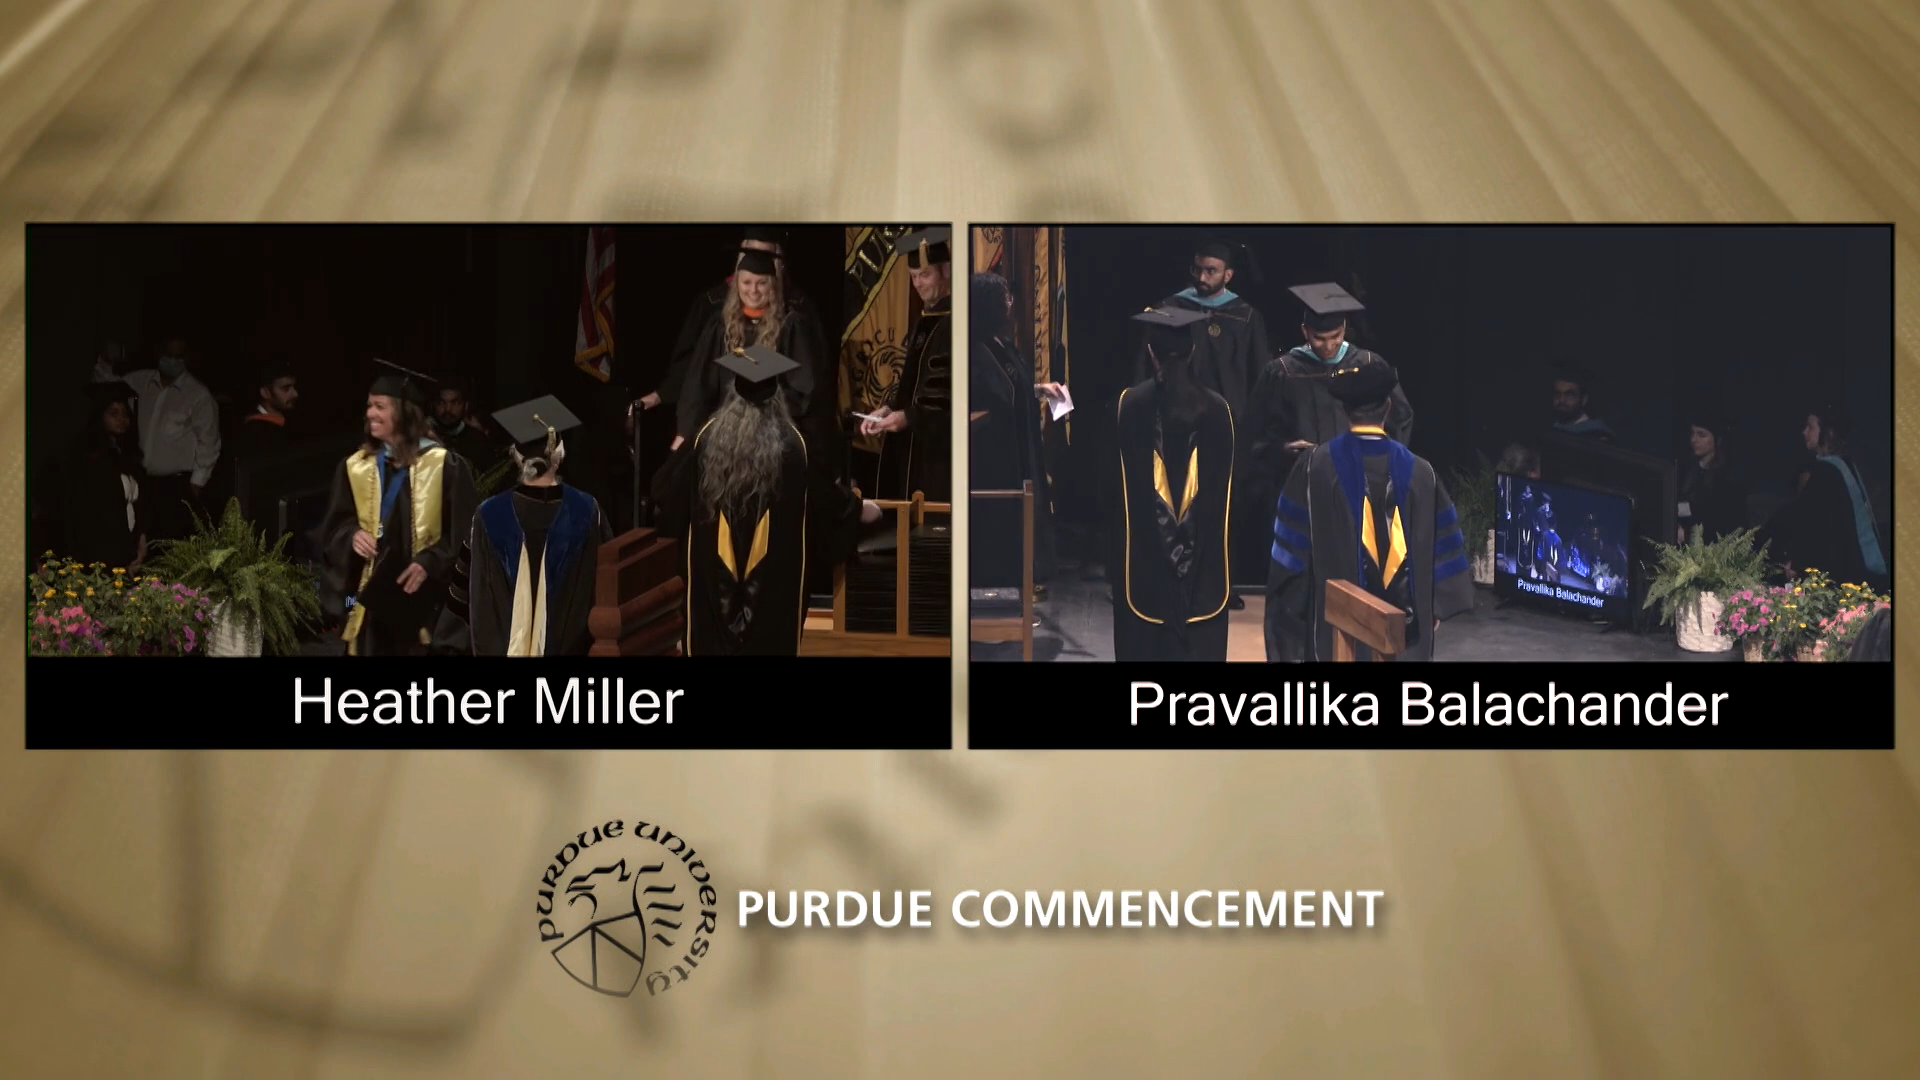 Heather Miller
Pravallika Balachander
Pravallika Balachander
PURDUE UNIVERSITY
PURDUE COMMENCEMENT